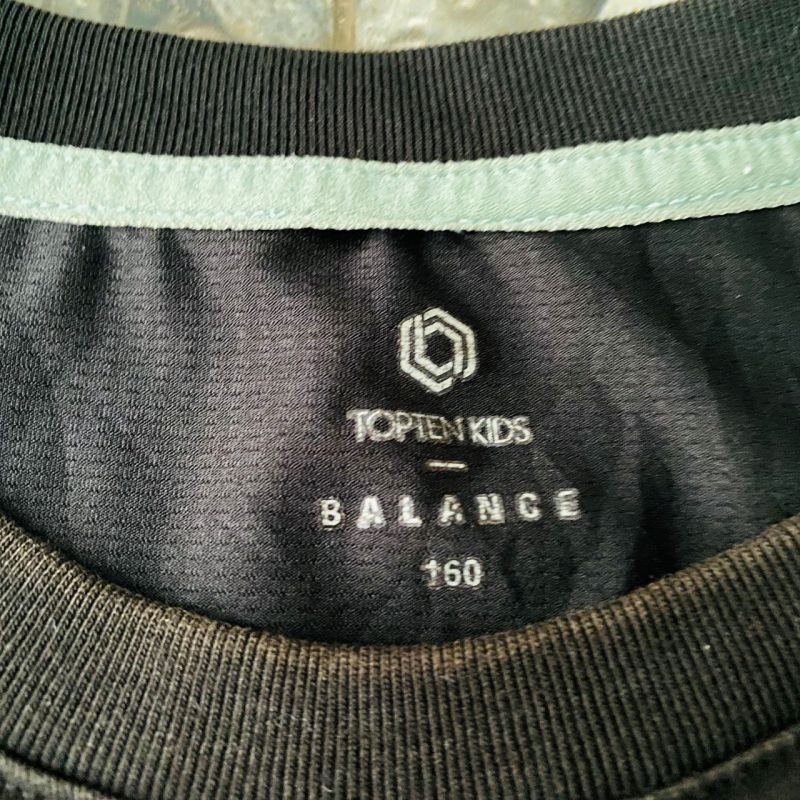 TOPTEN KIDS
BALANCE
160